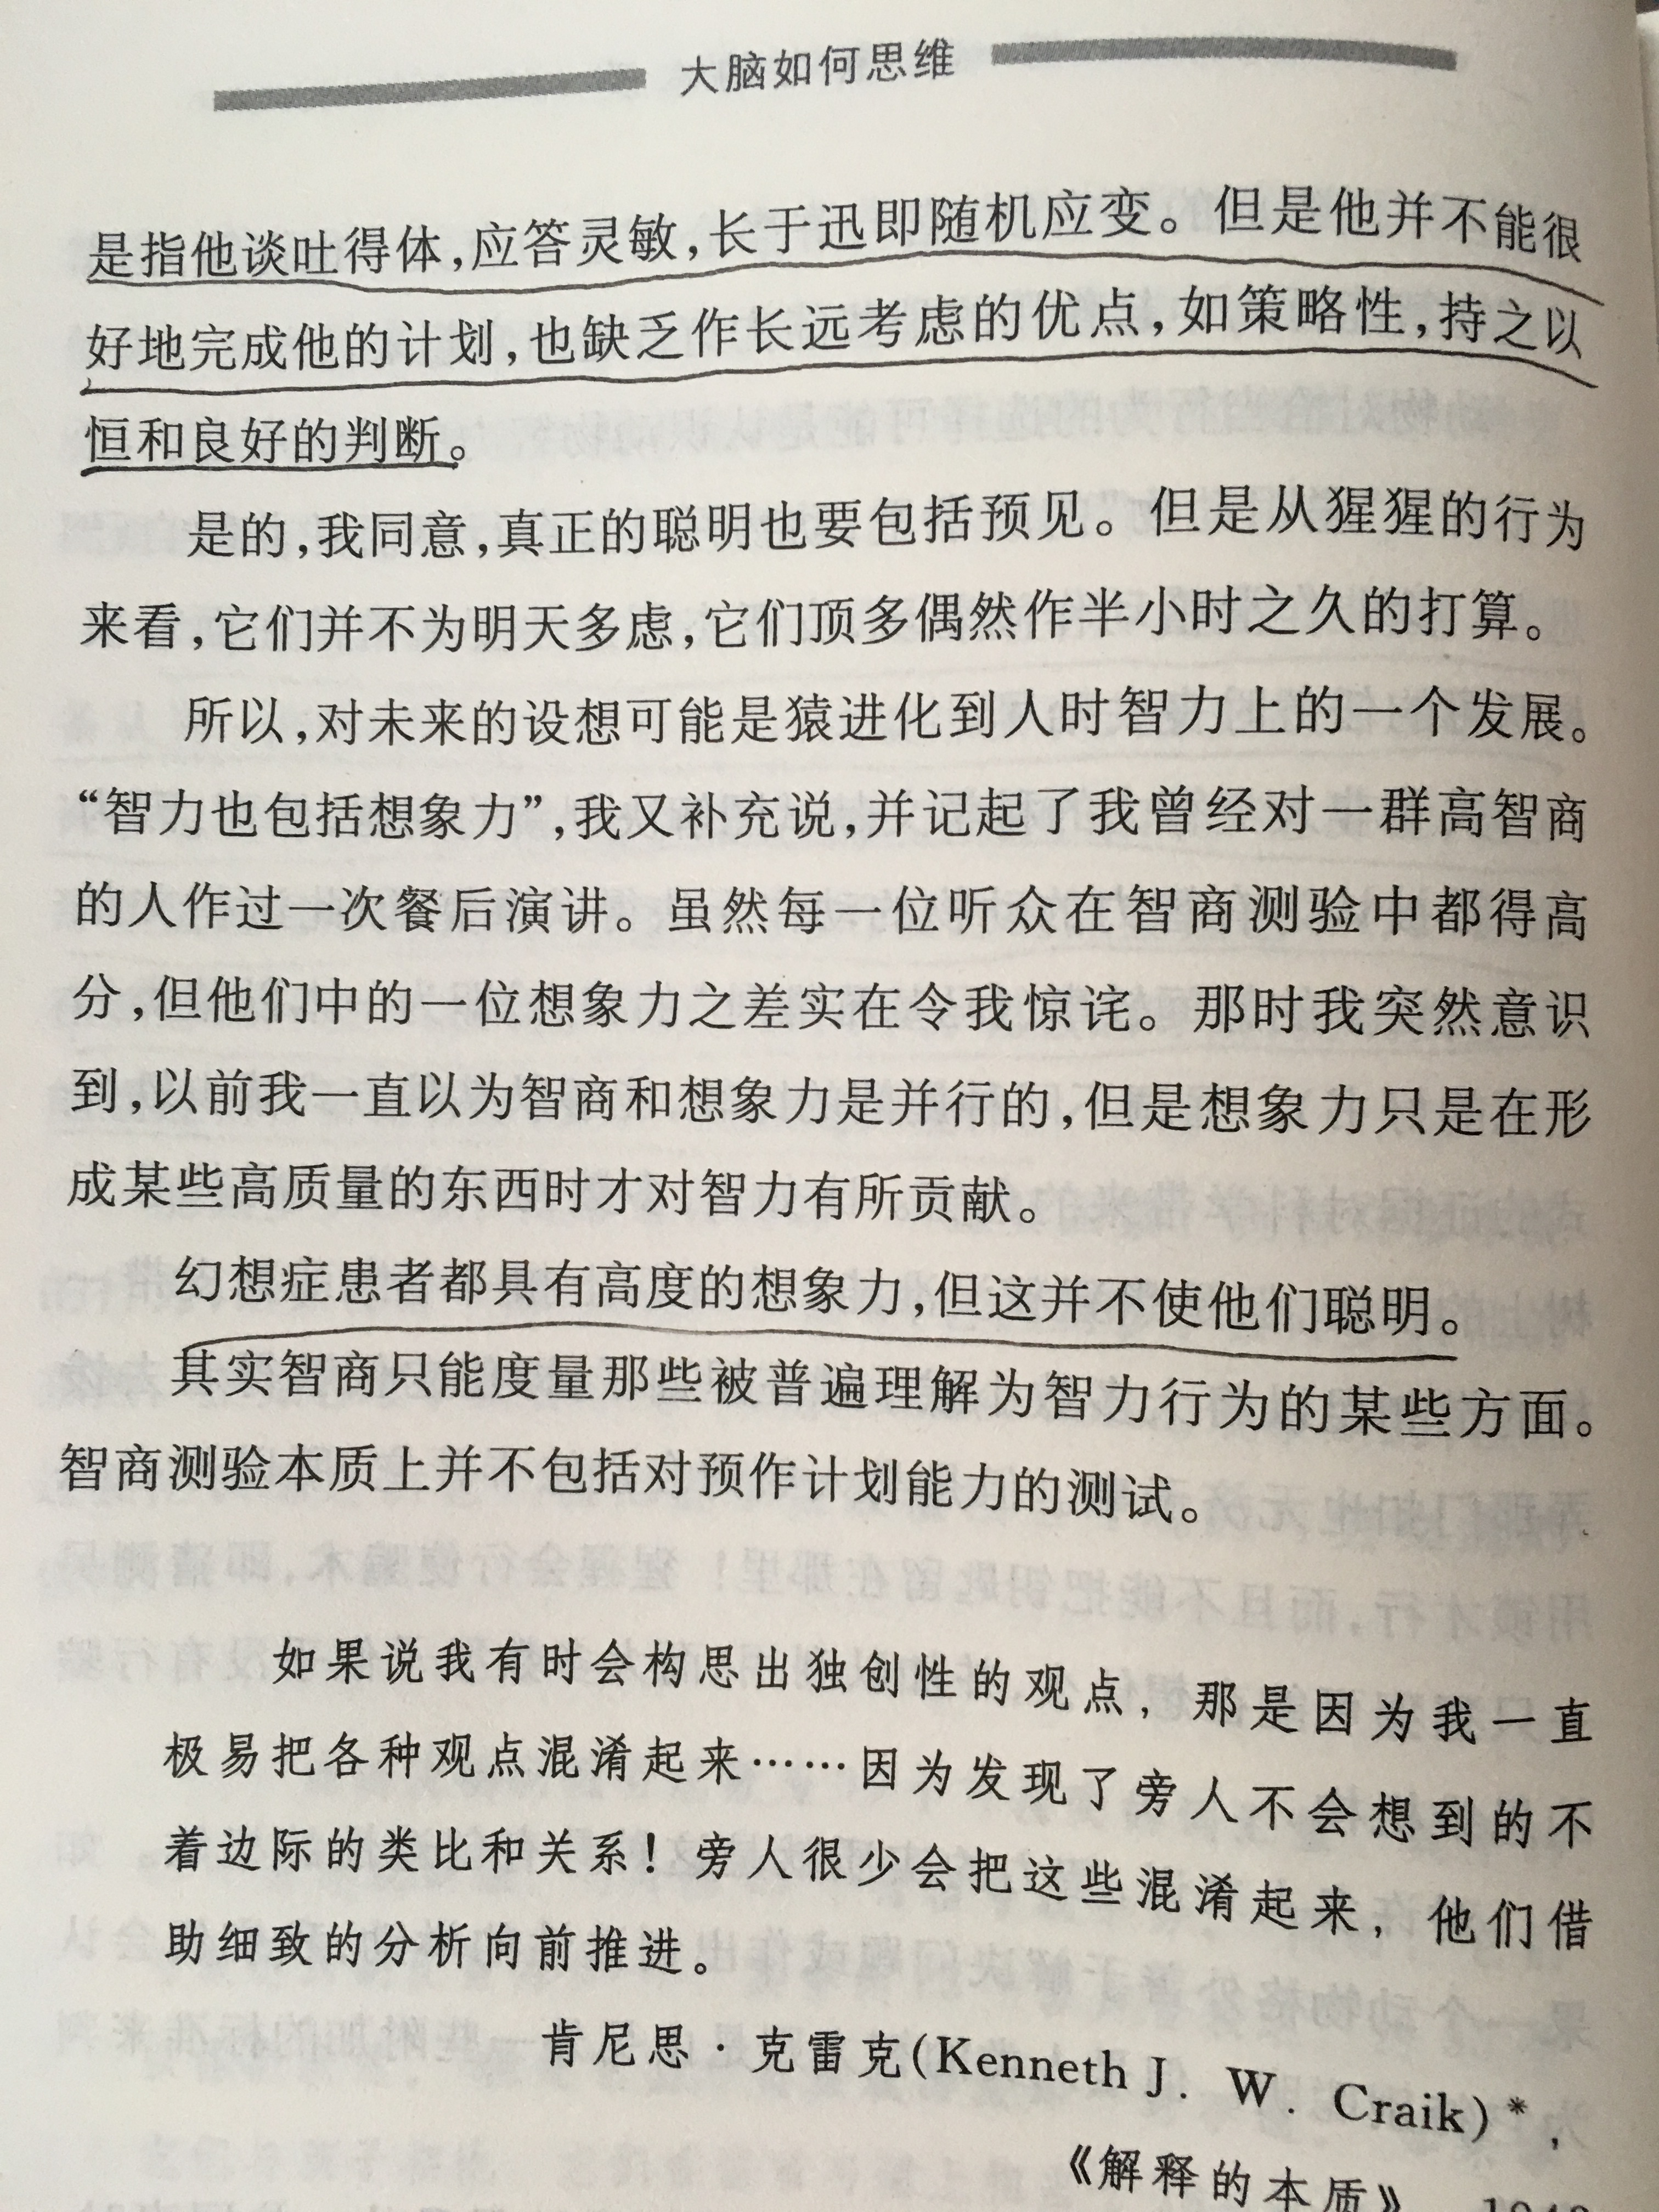 大脑如何思维
是指他谈吐得体,应答灵敏,长于迅即随机应变。但是他并不能很
好地完成他的计划,也缺乏作长远考虑的优点,如策略性,持之以
恒和良好的判断。
是的,我同意,真正的聪明也要包括预见。但是从猩猩的行为
来看,它们并不为明天多虑,它们顶多偶然作半小时之久的打算。
所以,对未来的设想可能是猿进化到人时智力上的一个发展。
“智力也包括想象力”,我又补充说,并记起了我曾经对一群高智商
的人作过一次餐后演讲。虽然每一位听众在智商测验中都得高
分,但他们中的一位想象力之差实在令我惊诧。那时我突然意识
到,以前我一直以为智商和想象力是并行的,但是想象力只是在形
成某些高质量的东西时才对智力有所贡献。
幻想症患者都具有高度的想象力,但这并不使他们聪明。
其实智商只能度量那些被普遍理解为智力行为的某些方面。
智商测验本质上并不包括对预作计划能力的测试。
如果说我有时会构思出独创性的观点,那是因为我一直
极易把各种观点混淆起来……因为发现了旁人不会想到的不
着边际的类比和关系!旁人很少会把这些混淆起来,他们借
助细致的分析向前推进。
肯尼思·克雷克(Kenneth J. W. Craik)*,
《解释的本质》